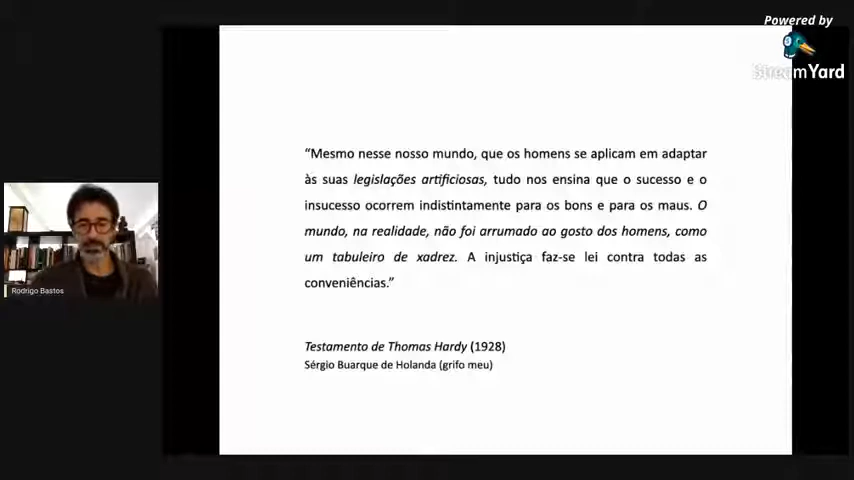 Powered by
StreamYard
“Mesmo nesse nosso mundo, que os homens se aplicam em adaptar
às suas legislações artificiosas, tudo nos ensina que o sucesso e o
insucesso ocorrem indistintamente para os bons e para os maus. O
mundo, na realidade, não foi arrumado ao gosto dos homens, como
um tabuleiro de xadrez. A injustiça faz-se lei contra todas as
conveniências.”
Rodrigo Bastos
Testamento de Thomas Hardy (1928)
Sérgio Buarque de Holanda (grifo meu)